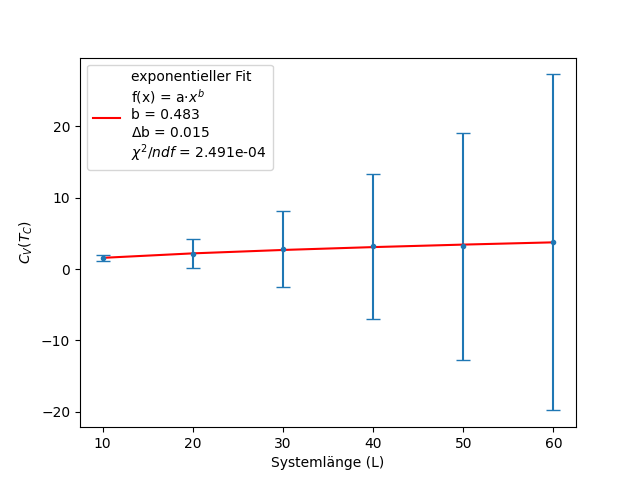 exponentieller Fit
f(x) = a·x^b
b = 0.483
Δb = 0.015
χ²/ndf = 2.491e-04
20
10
0
−10
−20
C_V(T_C)
10 20 30 40 50 60
Systemlänge (L)